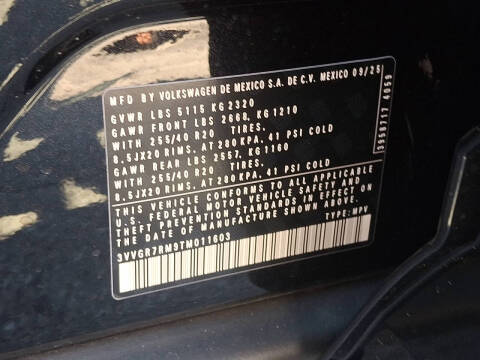 MFD BY VOLKSWAGEN DE MEXICO S.A. DE C.V. MEXICO 09/25
GVWR LBS 5115 KG 2320
GAWR FRONT LBS 2668, KG 1210
WITH 255/40 R20 TIRES.
8.5JX20 RIMS. AT 280 KPA, 41 PSI COLD
GAWR REAR LBS 2557, KG 1160
WITH 255/40 R20 TIRES.
8.5JX20 RIMS. AT 280 KPA, 41 PSI COLD
THIS VEHICLE CONFORMS TO ALL APPLICABLE
U.S. FEDERAL MOTOR VEHICLE SAFETY AND
THEFT PREVENTION STANDARDS IN EFFECT ON
THE DATE OF MANUFACTURE SHOWN ABOVE.
TYPE: MPV
3VVGR7RM9TM011603
3958717 4059